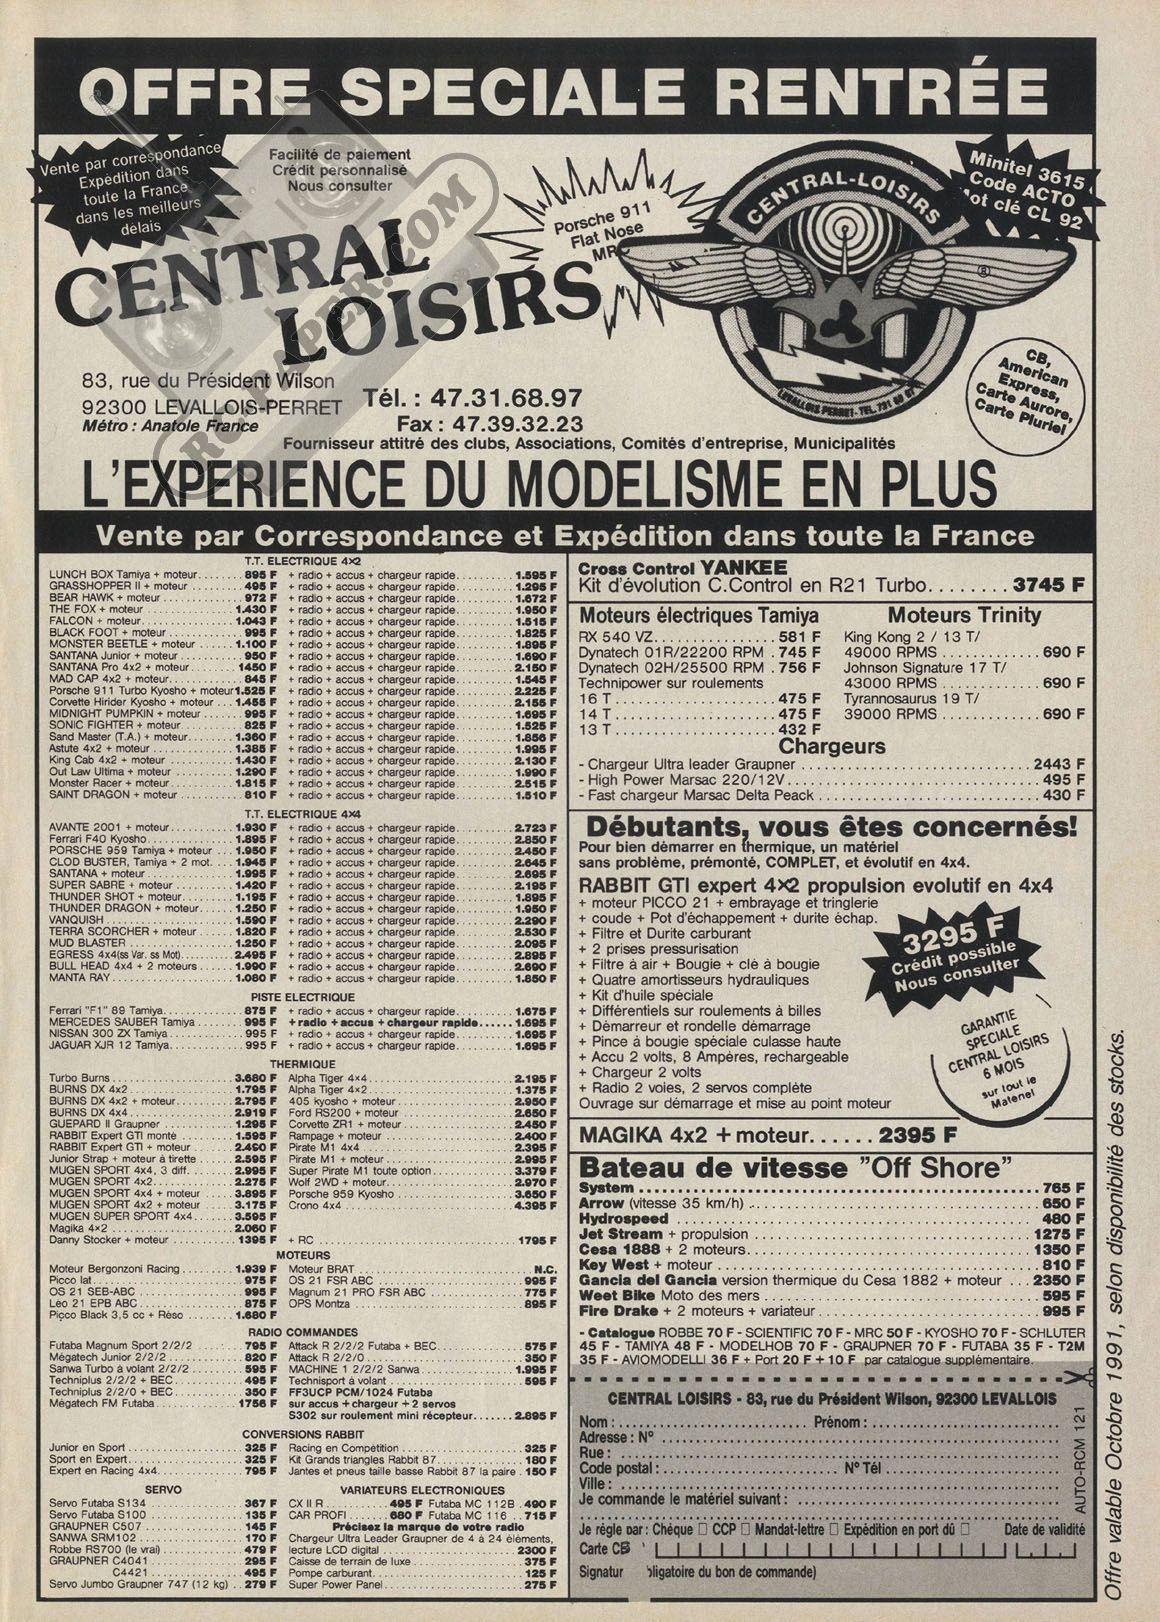 OFFRE SPECIALE RENTRÉE
Vente par correspondance
Expédition dans
toute la France
dans les meilleurs
délais
Facilité de paiement
Crédit personnalisé
Nous consulter
Porsche 911
Flat Nose
CENTRAL-LOISIRS
Minitel 3615
Code ACTO
Mot clé CL 92
CENTRAL
LOISIRS
RCPAPER.COM
LEVALLOIS PERRET - TEL. 731 68 97
83, rue du Président Wilson
92300 LEVALLOIS-PERRET
Métro : Anatole France
Tél. : 47.31.68.97
Fax : 47.39.32.23
CB,
American
Express,
Carte Aurore,
Carte Pluriel
Fournisseur attitré des clubs, Associations, Comités d'entreprise, Municipalités
L'EXPERIENCE DU MODELISME EN PLUS
Vente par Correspondance et Expédition dans toute la France
T.T. ELECTRIQUE 4×2
LUNCH BOX Tamiya + moteur 895 F + radio + accus + chargeur rapide 1.595 F
GRASSHOPPER II + moteur 495 F + radio + accus + chargeur rapide 1.295 F
BEAR HAWK + moteur 972 F + radio + accus + chargeur rapide 1.672 F
THE FOX + moteur 1.430 F + radio + accus + chargeur rapide 1.950 F
FALCON + moteur 1.043 F + radio + accus + chargeur rapide 1.515 F
BLACK FOOT + moteur 995 F + radio + accus + chargeur rapide 1.825 F
MONSTER BEETLE + moteur 1.100 F + radio + accus + chargeur rapide 1.895 F
SANTANA Junior + moteur 950 F + radio + accus + chargeur rapide 1.690 F
SANTANA Pro 4x2 + moteur 1450 F + radio + accus + chargeur rapide 2.150 F
MAD CAP 4x2 + moteur 845 F + radio + accus + chargeur rapide 1.545 F
Porsche 911 Turbo Kyosho + moteur 1.525 F + radio + accus + chargeur rapide 2.225 F
Corvette Hirider Kyosho + moteur 1.455 F + radio + accus + chargeur rapide 2.155 F
MIDNIGHT PUMPKIN + moteur 995 F + radio + accus + chargeur rapide 1.695 F
SONIC FIGHTER + moteur 825 F + radio + accus + chargeur rapide 1.525 F
Sand Master (T.A.) + moteur 1.360 F + radio + accus + chargeur rapide 1.856 F
Astute 4x2 + moteur 1.385 F + radio + accus + chargeur rapide 1.995 F
King Cab 4x2 + moteur 1.430 F + radio + accus + chargeur rapide 2.130 F
Out Law Ultima + moteur 1.290 F + radio + accus + chargeur rapide 1.990 F
Monster Racer + moteur 1.815 F + radio + accus + chargeur rapide 2.515 F
SAINT DRAGON + moteur 810 F + radio + accus + chargeur rapide 1.510 F
T.T. ELECTRIQUE 4×4
AVANTE 2001 + moteur 1.930 F + radio + accus + chargeur rapide 2.723 F
Ferrari F40 Kyosho 1.895 F + radio + accus + chargeur rapide 2.850 F
PORSCHE 959 Tamiya + moteur 1.950 F + radio + accus + chargeur rapide 2.450 F
CLOD BUSTER, Tamiya + 2 mot. 1.945 F + radio + accus + chargeur rapide 2.645 F
SANTANA + moteur 1.995 F + radio + accus + chargeur rapide 2.695 F
SUPER SABRE + moteur 1.420 F + radio + accus + chargeur rapide 2.195 F
THUNDER SHOT + moteur 1.195 F + radio + accus + chargeur rapide 1.895 F
THUNDER DRAGON + moteur 1.250 F + radio + accus + chargeur rapide 1.950 F
VANQUISH 1.590 F + radio + accus + chargeur rapide 2.290 F
TERRA SCORCHER + moteur 1.820 F + radio + accus + chargeur rapide 2.530 F
MUD BLASTER 1.250 F + radio + accus + chargeur rapide 2.095 F
EGRESS 4x4(ss Var. ss Mot) 2.495 F + radio + accus + chargeur rapide 2.895 F
BULL HEAD 4x4 + 2 moteurs 1.990 F + radio + accus + chargeur rapide 2.690 F
MANTA RAY 1.080 F + radio + accus + chargeur rapide 1.850 F
PISTE ELECTRIQUE
Ferrari "F1" 89 Tamiya 875 F + radio + accus + chargeur rapide 1.675 F
MERCEDES SAUBER Tamiya 995 F + radio + accus + chargeur rapide 1.695 F
NISSAN 300 ZX Tamiya 995 F + radio + accus + chargeur rapide 1.695 F
JAGUAR XJR 12 Tamiya 995 F + radio + accus + chargeur rapide 1.695 F
THERMIQUE
Turbo Burns 3.680 F Alpha Tiger 4x4 2.195 F
BURNS DX 4x2 1.795 F Alpha Tiger 4x2 1.375 F
BURNS DX 4x2 + moteur 2.795 F 405 kyosho + moteur 2.950 F
BURNS DX 4x4 2.919 F Ford RS200 + moteur 2.650 F
GUEPARD II Graupner 1.295 F Corvette ZR1 + moteur 2.450 F
RABBIT Expert GTI monté 1.595 F Rampage + moteur 2.400 F
RABBIT Expert GTI + moteur 2.450 F Pirate M1 4x4 2.395 F
Junior Strap + moteur à tirette 2.595 F Pirate M1 + moteur 2.995 F
MUGEN SPORT 4x4, 3 diff. 2.995 F Super Pirate M1 toute option 3.379 F
MUGEN SPORT 4x2 2.275 F Wolf 2WD + moteur 2.970 F
MUGEN SPORT 4x4 + moteur 3.895 F Porsche 959 Kyosho 3.650 F
MUGEN SPORT 4x2 + moteur 3.175 F Crono 4x4 4.395 F
MUGEN SUPER SPORT 4x4 3.595 F
Magika 4×2 2.060 F
Danny Stocker + moteur 1395 F + RC 1795 F
MOTEURS
Moteur Bergonzoni Racing 1.939 F Moteur BRAT N.C.
Picco lat 975 F OS 21 FSR ABC 995 F
OS 21 SEB-ABC 995 F Magnum 21 PRO FSR ABC 775 F
Leo 21 EPB ABC 875 F OPS Montza 895 F
Picco Black 3,5 cc + Réso 1.680 F
RADIO COMMANDES
Futaba Magnum Sport 2/2/2 795 F Attack R 2/2/2 Futaba + BEC 575 F
Mégatech Junior 2/2/2 820 F Attack R 2/2/0 350 F
Sanwa Turbo à volant 2/2/2 595 F MACHINE 1 2/2/2 Sanwa 1.995 F
Techniplus 2/2/2 + BEC 495 F Technisport à volant 595 F
Techniplus 2/2/0 + BEC 350 F FF3UCP PCM/1024 Futaba
Mégatech FM Futaba 1756 F sur accus + chargeur + 2 servos
S302 sur roulement mini récepteur 2.895 F
CONVERSIONS RABBIT
Junior en Sport 325 F Racing en Compétition 325 F
Sport en Expert 325 F Kit Grands triangles Rabbit 87 180 F
Expert en Racing 4x4 795 F Jantes et pneus taille basse Rabbit 87 la paire 150 F
SERVO
Servo Futaba S134 367 F
Servo Futaba S100 135 F
GRAUPNER C507 145 F
SANWA SRM102 170 F
Robbe RS700 (le vrai) 479 F
GRAUPNER C4041 295 F
C4421 495 F
Servo Jumbo Graupner 747 (12 kg) 279 F
VARIATEURS ELECTRONIQUES
CX II R 495 F Futaba MC 112B 490 F
CAR PROFI 680 F Futaba MC 116 715 F
Précisez la marque de votre radio
Chargeur Ultra Leader Graupner de 4 à 24 éléments,
lecture LCD digital 2300 F
Caisse de terrain de luxe 375 F
Pompe carburant 125 F
Super Power Panel 275 F
Cross Control YANKEE
Kit d'évolution C.Control en R21 Turbo 3745 F
Moteurs électriques Tamiya
RX 540 VZ 581 F
Dynatech 01R/22200 RPM 745 F
Dynatech 02H/25500 RPM 756 F
Technipower sur roulements
16 T 475 F
14 T 475 F
13 T 432 F
Moteurs Trinity
King Kong 2 / 13 T/
49000 RPMS 690 F
Johnson Signature 17 T/
43000 RPMS 690 F
Tyrannosaurus 19 T/
39000 RPMS 690 F
Chargeurs
- Chargeur Ultra leader Graupner 2443 F
- High Power Marsac 220/12V 495 F
- Fast chargeur Marsac Delta Peack 430 F
Débutants, vous êtes concernés!
Pour bien démarrer en thermique, un matériel
sans problème, prémonté, COMPLET, et évolutif en 4x4.
RABBIT GTI expert 4×2 propulsion evolutif en 4x4
+ moteur PICCO 21 + embrayage et tringlerie
+ coude + Pot d'échappement + durite échap.
+ Filtre et Durite carburant
+ 2 prises pressurisation
+ Filtre à air + Bougie + clé à bougie
+ Quatre amortisseurs hydrauliques
+ Kit d'huile spéciale
+ Différentiels sur roulements à billes
+ Démarreur et rondelle démarrage
+ Pince à bougie spéciale culasse haute
+ Accu 2 volts, 8 Ampères, rechargeable
+ Chargeur 2 volts
+ Radio 2 voies, 2 servos complète
Ouvrage sur démarrage et mise au point moteur
3295 F
Crédit possible
Nous consulter
GARANTIE
SPECIALE
CENTRAL LOISIRS
6 MOIS
sur tout le
Matériel
MAGIKA 4x2 + moteur...... 2395 F
Bateau de vitesse "Off Shore"
System 765 F
Arrow (vitesse 35 km/h) 650 F
Hydrospeed 480 F
Jet Stream + propulsion 1275 F
Cesa 1888 + 2 moteurs 1350 F
Key West + moteur 810 F
Gancia del Gancia version thermique du Cesa 1882 + moteur 2350 F
Weet Bike Moto des mers 595 F
Fire Drake + 2 moteurs + variateur 995 F
- Catalogue ROBBE 70 F - SCIENTIFIC 70 F - MRC 50 F - KYOSHO 70 F - SCHLUTER
45 F - TAMIYA 48 F - MODELHOB 70 F - GRAUPNER 70 F - FUTABA 35 F - T2M
35 F - AVIOMODELLI 36 F + Port 20 F + 10 F par catalogue supplémentaire.
CENTRAL LOISIRS - 83, rue du Président Wilson, 92300 LEVALLOIS
Nom : Prénom :
Adresse : N°
Rue :
Code postal : N° Tél
Ville :
Je commande le matériel suivant :
Je règle par : Chèque □ CCP □ Mandat-lettre □ Expédition en port dû □ Date de validité
Carte CB
Signatur bligatoire du bon de commande)
AUTO-RCM 121
Offre valable Octobre 1991, selon disponibilité des stocks.